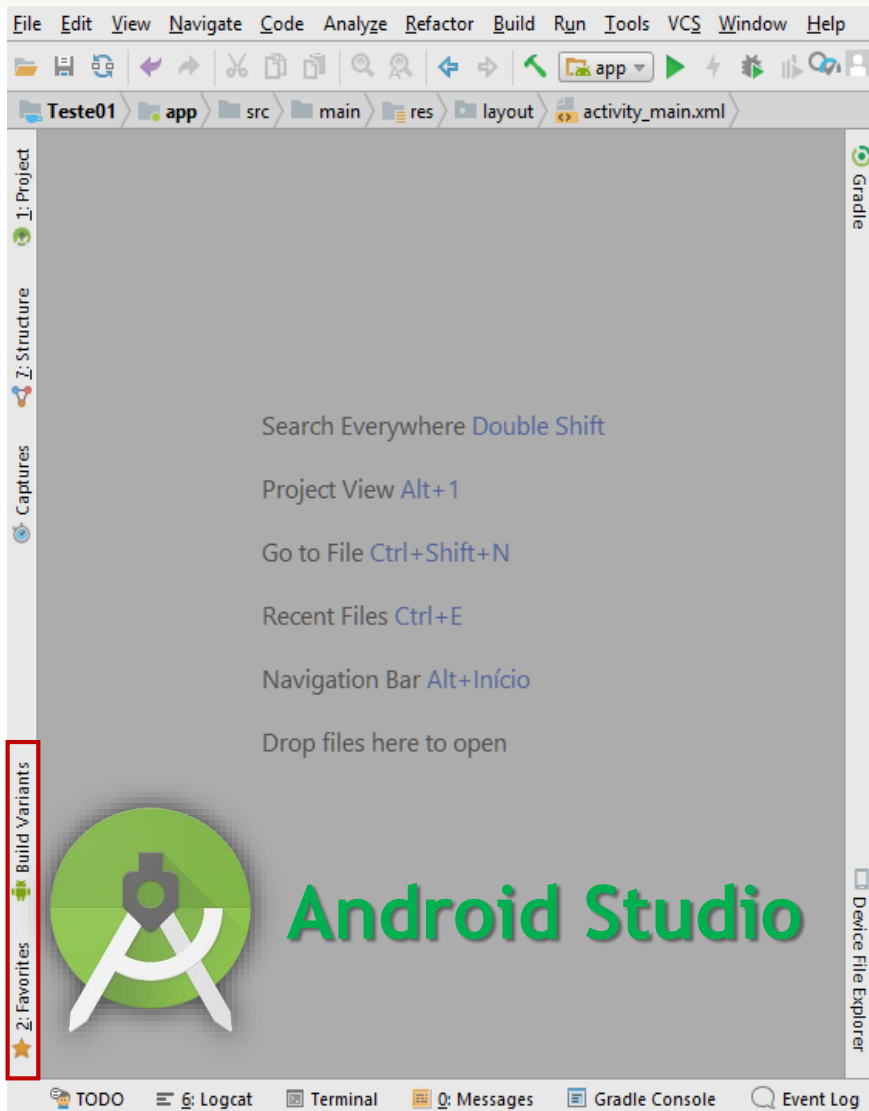 File Edit View Navigate Code Analyze Refactor Build Run Tools VCS Window Help
app
Teste01 app src main res layout activity_main.xml
1: Project
7: Structure
Captures
Build Variants
2: Favorites
Search Everywhere Double Shift
Project View Alt+1
Go to File Ctrl+Shift+N
Recent Files Ctrl+E
Navigation Bar Alt+Início
Drop files here to open
Android Studio
Gradle
Device File Explorer
TODO 6: Logcat Terminal 0: Messages Gradle Console Event Log